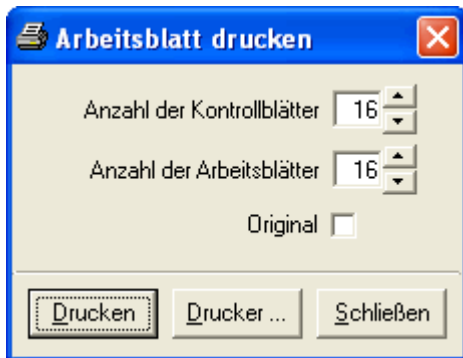 Arbeitsblatt drucken
Anzahl der Kontrollblätter 16
Anzahl der Arbeitsblätter 16
Original
Drucken Drucker ... Schließen